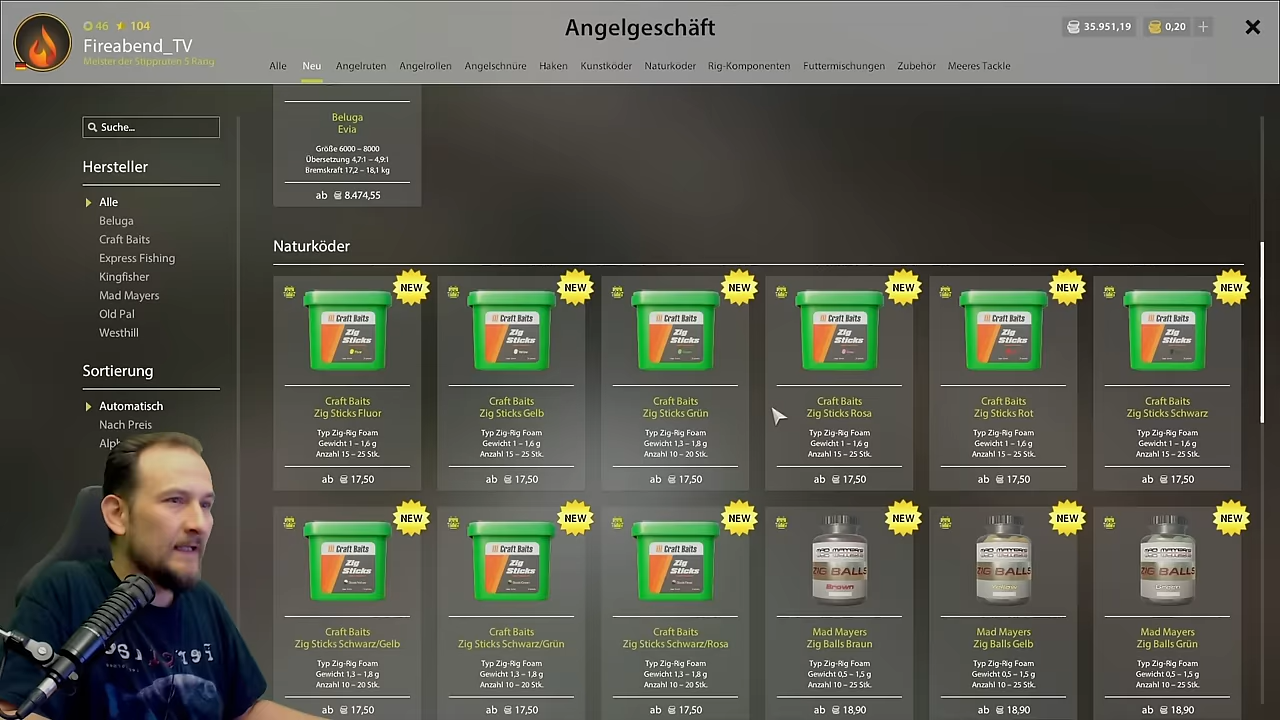 46 104
Fireabend_TV
Meister der Stippruten 5 Rang
Angelgeschäft
35.951,19
0,20
Alle
Neu
Angelruten
Angelrollen
Angelschnüre
Haken
Kunstköder
Naturköder
Rig-Komponenten
Futtermischungen
Zubehör
Meeres Tackle
Suche...
Hersteller
Alle
Beluga
Craft Baits
Express Fishing
Kingfisher
Mad Mayers
Old Pal
Westhill
Sortierung
Automatisch
Nach Preis
Beluga
Evia
Größe 6000 – 8000
Übersetzung 4,7:1 – 4,9:1
Bremskraft 17,2 – 18,1 kg
ab 8.474,55
Naturköder
NEW
Craft Baits
Zig Sticks
Craft Baits
Zig Sticks Fluor
Typ Zig-Rig Foam
Gewicht 1 – 1,6 g
Anzahl 15 – 25 Stk.
ab 17,50
NEW
Craft Baits
Zig Sticks
Craft Baits
Zig Sticks Gelb
Typ Zig-Rig Foam
Gewicht 1 – 1,6 g
Anzahl 15 – 25 Stk.
ab 17,50
NEW
Craft Baits
Zig Sticks
Craft Baits
Zig Sticks Grün
Typ Zig-Rig Foam
Gewicht 1,3 – 1,8 g
Anzahl 10 – 20 Stk.
ab 17,50
NEW
Craft Baits
Zig Sticks
Craft Baits
Zig Sticks Rosa
Typ Zig-Rig Foam
Gewicht 1 – 1,6 g
Anzahl 15 – 25 Stk.
ab 17,50
NEW
Craft Baits
Zig Sticks
Craft Baits
Zig Sticks Rot
Typ Zig-Rig Foam
Gewicht 1 – 1,6 g
Anzahl 15 – 25 Stk.
ab 17,50
NEW
Craft Baits
Zig Sticks
Craft Baits
Zig Sticks Schwarz
Typ Zig-Rig Foam
Gewicht 1 – 1,6 g
Anzahl 15 – 25 Stk.
ab 17,50
NEW
Craft Baits
Zig Sticks
Craft Baits
Zig Sticks Schwarz/Gelb
Typ Zig-Rig Foam
Gewicht 1,3 – 1,8 g
Anzahl 10 – 20 Stk.
ab 17,50
NEW
Craft Baits
Zig Sticks
Craft Baits
Zig Sticks Schwarz/Grün
Typ Zig-Rig Foam
Gewicht 1,3 – 1,8 g
Anzahl 10 – 20 Stk.
ab 17,50
NEW
Craft Baits
Zig Sticks
Craft Baits
Zig Sticks Schwarz/Rosa
Typ Zig-Rig Foam
Gewicht 1,3 – 1,8 g
Anzahl 10 – 20 Stk.
ab 17,50
NEW
MAD MAYERS
ZIG BALLS
Brown
Mad Mayers
Zig Balls Braun
Typ Zig-Rig Foam
Gewicht 0,5 – 1,5 g
Anzahl 10 – 25 Stk.
ab 18,90
NEW
MAD MAYERS
ZIG BALLS
Yellow
Mad Mayers
Zig Balls Gelb
Typ Zig-Rig Foam
Gewicht 0,5 – 1,5 g
Anzahl 10 – 25 Stk.
ab 18,90
NEW
MAD MAYERS
ZIG BALLS
Green
Mad Mayers
Zig Balls Grün
Typ Zig-Rig Foam
Gewicht 0,5 – 1,5 g
Anzahl 10 – 25 Stk.
ab 18,90